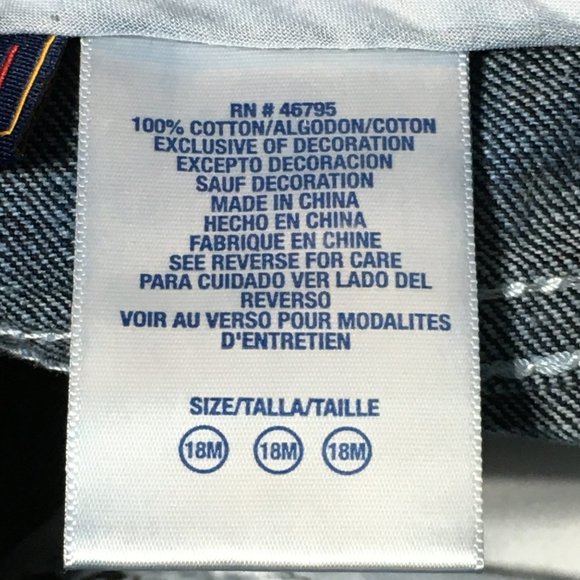 RN # 46795
100% COTTON/ALGODON/COTON
EXCLUSIVE OF DECORATION
EXCEPTO DECORACION
SAUF DECORATION
MADE IN CHINA
HECHO EN CHINA
FABRIQUE EN CHINE
SEE REVERSE FOR CARE
PARA CUIDADO VER LADO DEL
REVERSO
VOIR AU VERSO POUR MODALITES
D'ENTRETIEN
SIZE/TALLA/TAILLE
18M 18M 18M